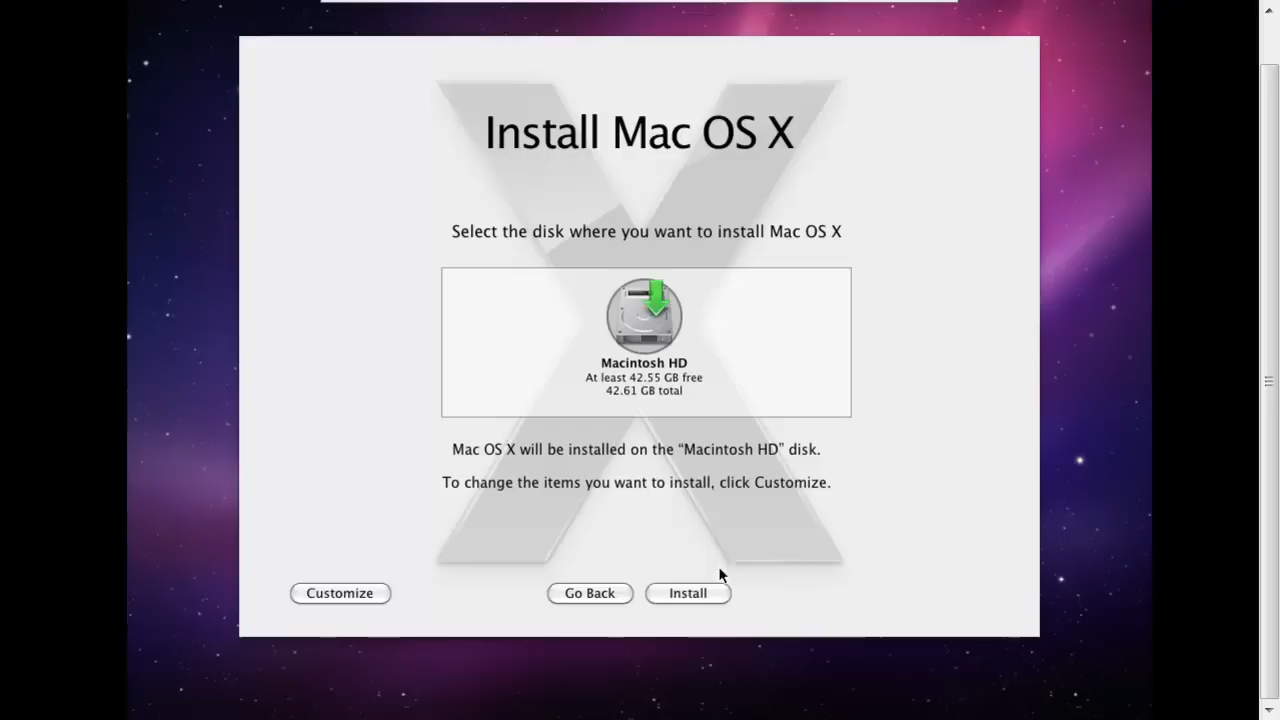 Install Mac OS X
Select the disk where you want to install Mac OS X
Macintosh HD
At least 42.55 GB free
42.61 GB total
Mac OS X will be installed on the “Macintosh HD” disk.
To change the items you want to install, click Customize.
Customize
Go Back
Install